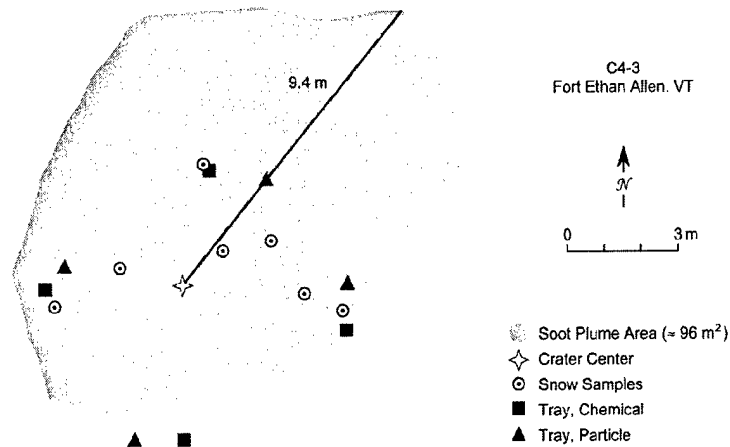 9.4 m
C4-3
Fort Ethan Allen. VT
N
0 3 m
Soot Plume Area (≈ 96 m²)
Crater Center
Snow Samples
Tray, Chemical
Tray, Particle